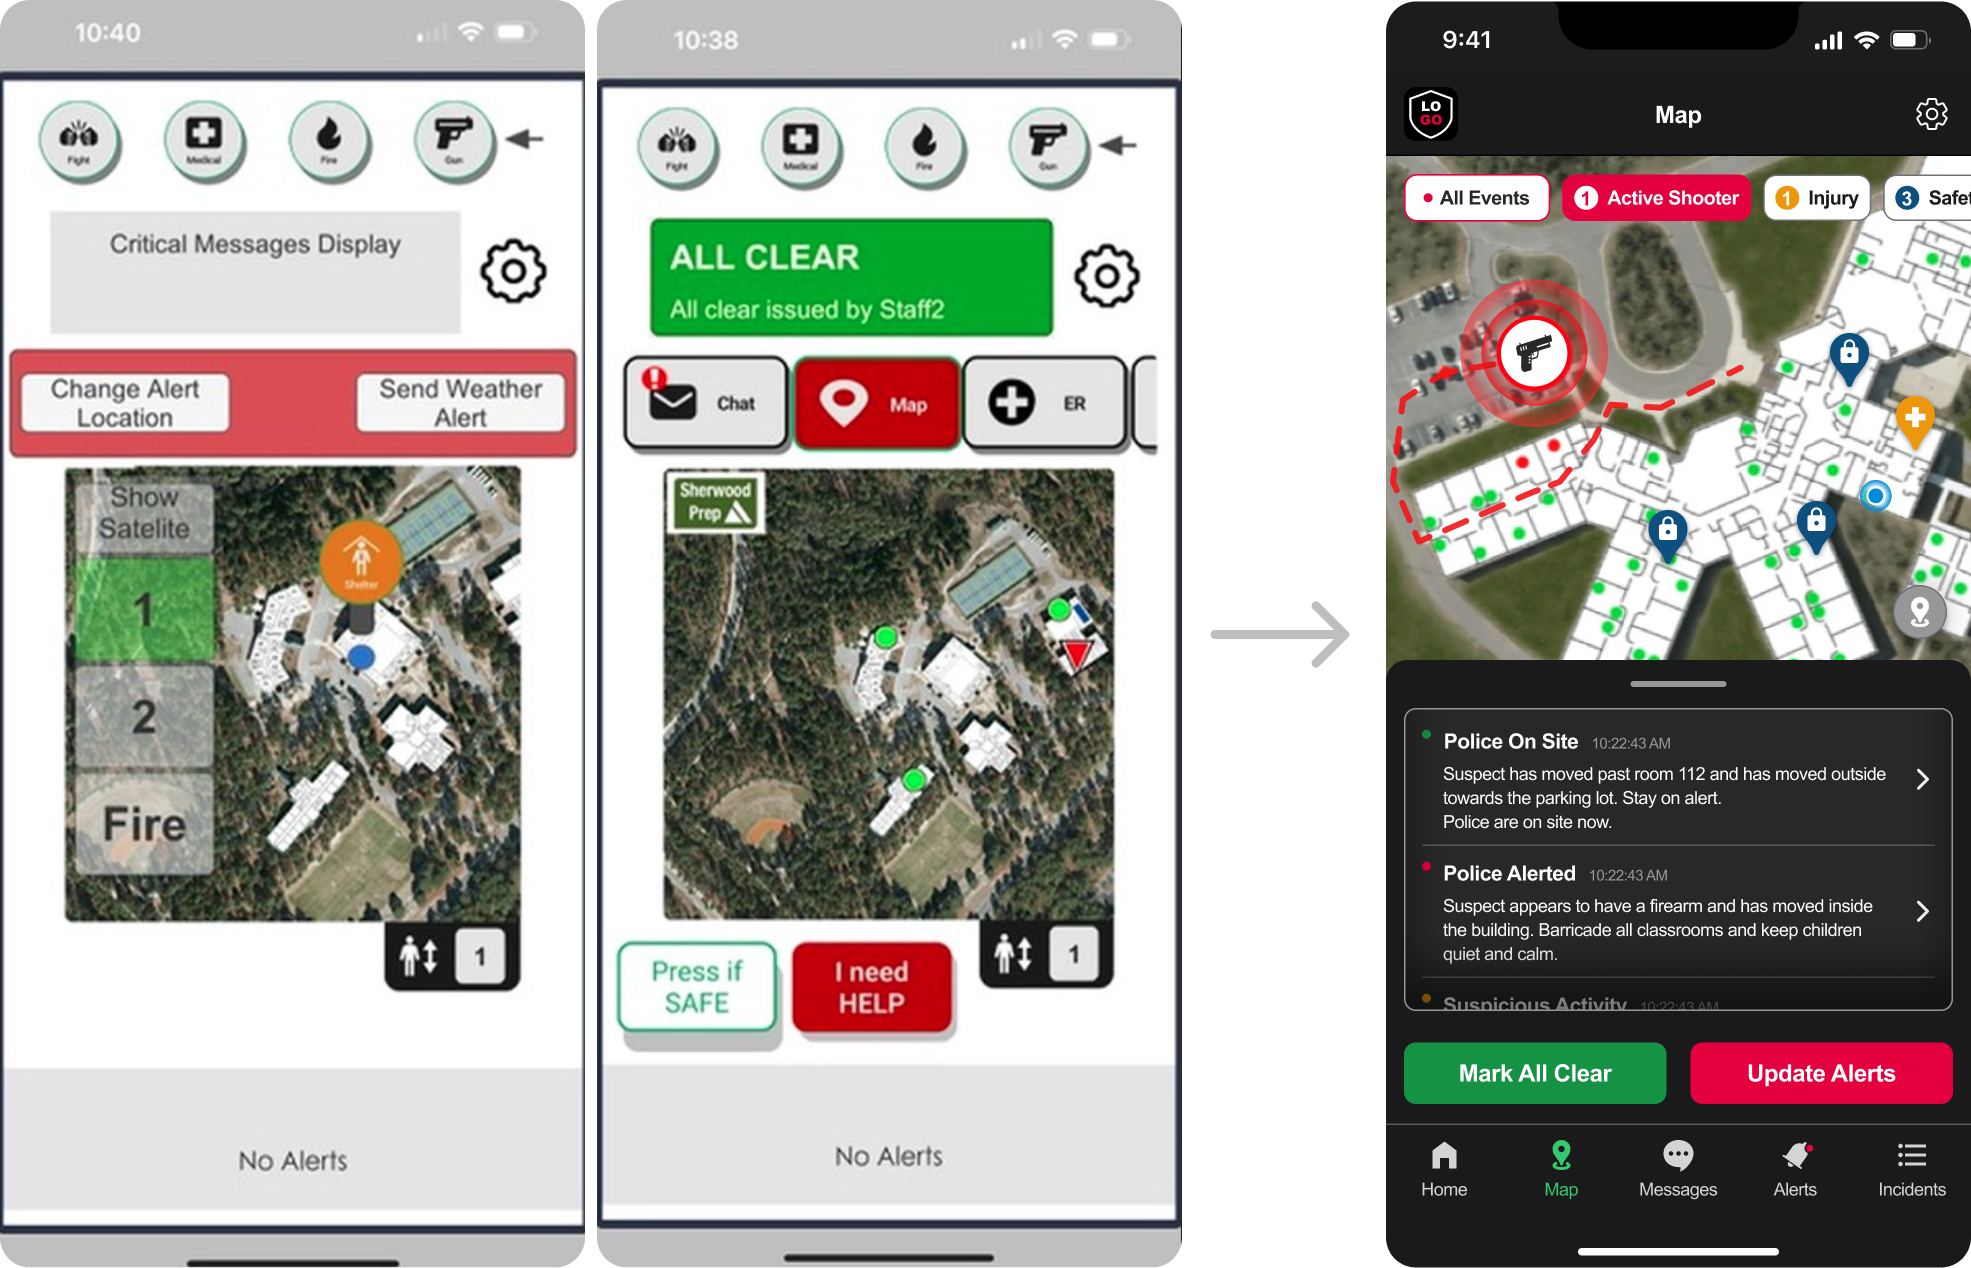 10:40
Fight
Medical
Fire
Gun
Critical Messages Display
Change Alert
Location
Send Weather
Alert
Show
Satelite
1
2
Fire
Shelter
1
No Alerts
10:38
Fight
Medical
Fire
Gun
ALL CLEAR
All clear issued by Staff2
Chat
Map
ER
Sherwood
Prep
Press if
SAFE
I need
HELP
1
No Alerts
9:41
LO
GO
Map
All Events
1 Active Shooter
1 Injury
3 Safet
Police On Site 10:22:43 AM
Suspect has moved past room 112 and has moved outside
towards the parking lot. Stay on alert.
Police are on site now.
Police Alerted 10:22:43 AM
Suspect appears to have a firearm and has moved inside
the building. Barricade all classrooms and keep children
quiet and calm.
Suspicious Activity 10:22:43 AM
Mark All Clear
Update Alerts
Home
Map
Messages
Alerts
Incidents